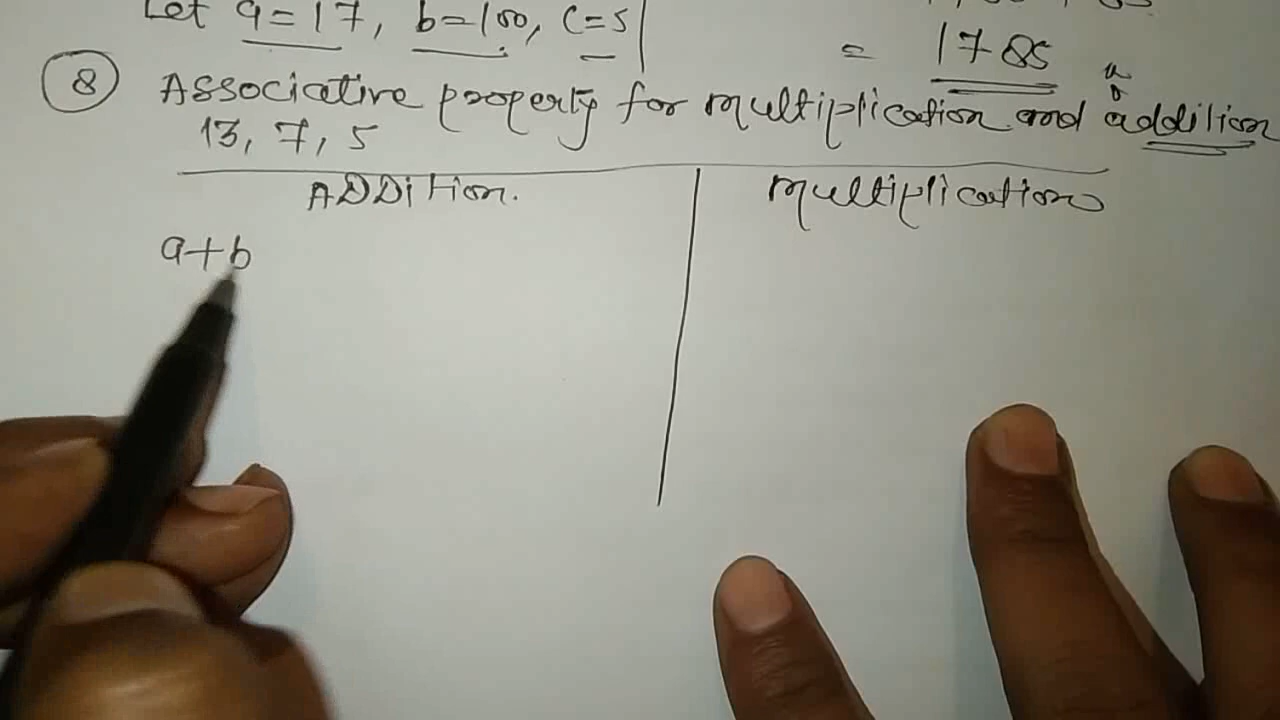 Let a=17, b=100, c=5
= 1785
8 Associative property for multiplication and addition
13, 7, 5
ADDition.
multiplication
a+b